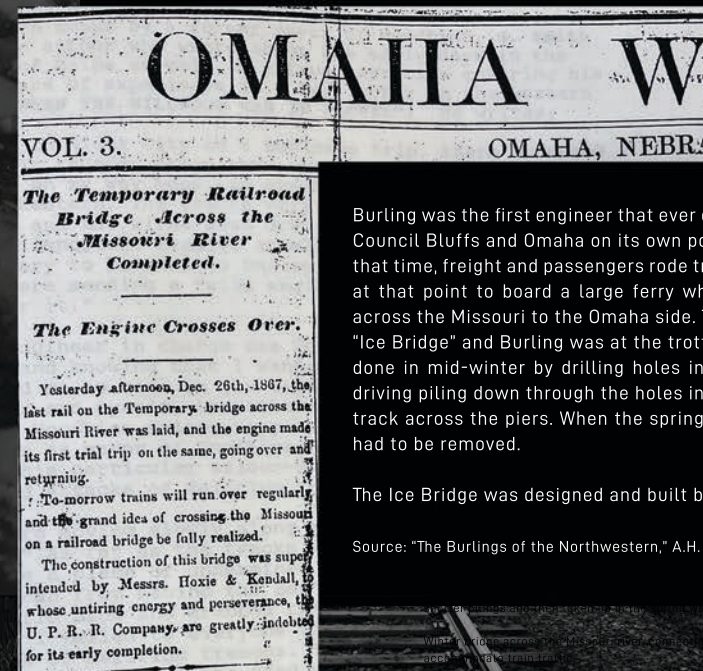 OMAHA W
VOL. 3.
OMAHA, NEBRA
The Temporary Railroad
Bridge Across the
Missouri River
Completed.
The Engine Crosses Over.
Yesterday afternoon, Dec. 26th, 1867, the
last rail on the Temporary bridge across the
Missouri River was laid, and the engine made
its first trial trip on the same, going over and
returning.
To-morrow trains will run over regularly
and the grand idea of crossing the Missouri
on a railroad bridge be fully realized.
The construction of this bridge was super
intended by Messrs. Hoxie & Kendall, to
whose untiring energy and perseverance, the
U. P. R. R. Company are greatly indebted
for its early completion.
Burling was the first engineer that ever
Council Bluffs and Omaha on its own po
that time, freight and passengers rode tr
at that point to board a large ferry wh
across the Missouri to the Omaha side. T
“Ice Bridge” and Burling was at the trott
done in mid-winter by drilling holes in
driving piling down through the holes in
track across the piers. When the spring
had to be removed.
The Ice Bridge was designed and built b
Source: “The Burlings of the Northwestern,” A.H.